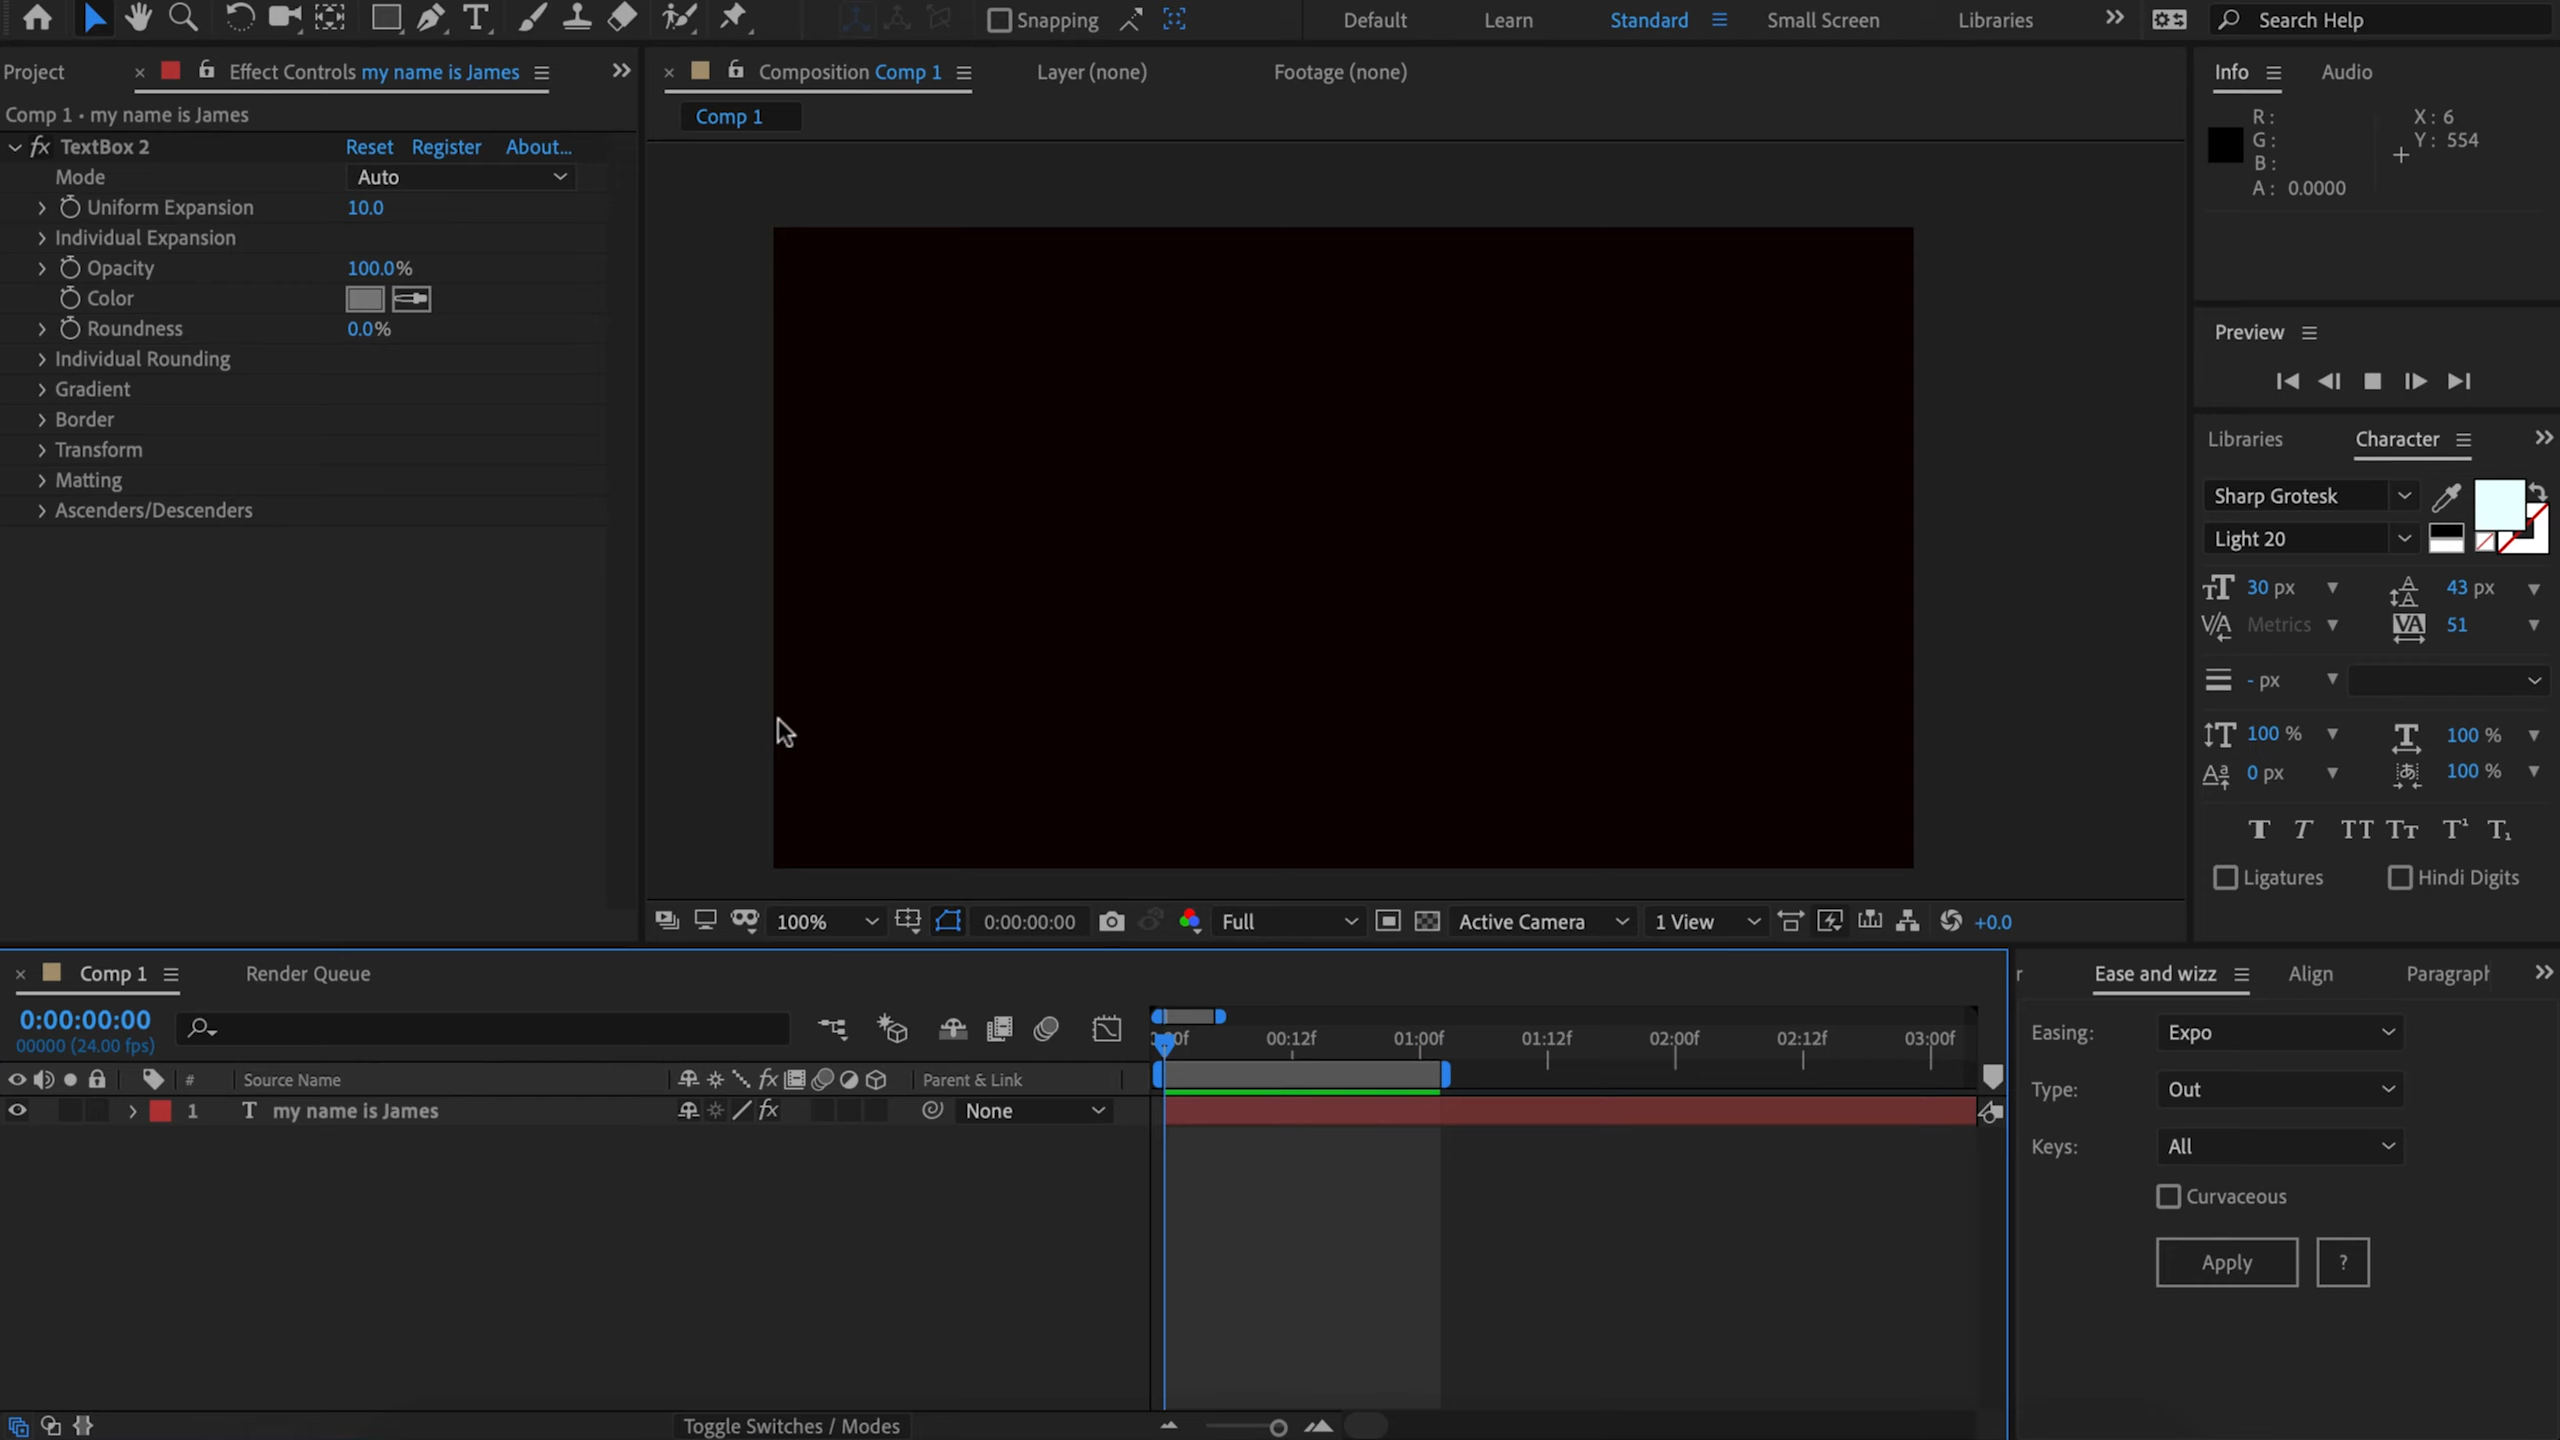 Snapping Default Learn Standard Small Screen Libraries Search Help
Project Effect Controls my name is James
Comp 1 • my name is James
fx TextBox 2 Reset Register About...
Mode Auto
Uniform Expansion 10.0
Individual Expansion
Opacity 100.0%
Color
Roundness 0.0%
Individual Rounding
Gradient
Border
Transform
Matting
Ascenders/Descenders
Composition Comp 1 Layer (none) Footage (none)
Comp 1
100% 0:00:00:00 Full Active Camera 1 View +0.0
Info Audio
R: X: 6
G: Y: 554
B:
A: 0.0000
Preview
Libraries Character
Sharp Grotesk
Light 20
30 px 43 px
Metrics 51
- px
100 % 100 %
0 px 100 %
Ligatures Hindi Digits
Comp 1 Render Queue
0:00:00:00
00000 (24.00 fps)
00:12f 01:00f 01:12f 02:00f 02:12f 03:00f
# Source Name fx Parent & Link
1 T my name is James fx None
Toggle Switches / Modes
Ease and wizz Align Paragraph
Easing: Expo
Type: Out
Keys: All
Curvaceous
Apply ?